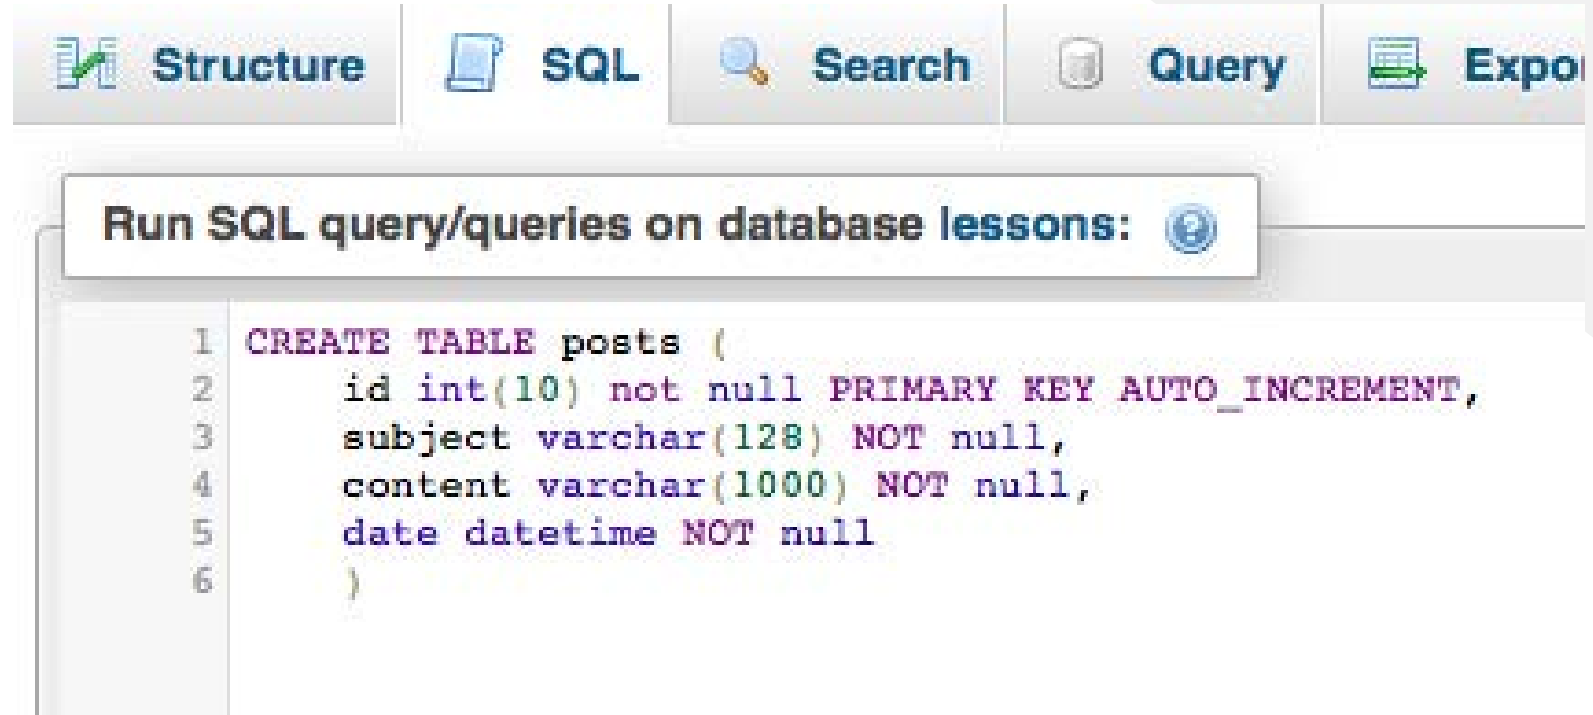 Structure SQL Search Query Expo
Run SQL query/queries on database lessons:
1 CREATE TABLE posts (
2 id int(10) not null PRIMARY KEY AUTO_INCREMENT,
3 subject varchar(128) NOT null,
4 content varchar(1000) NOT null,
5 date datetime NOT null
6 )